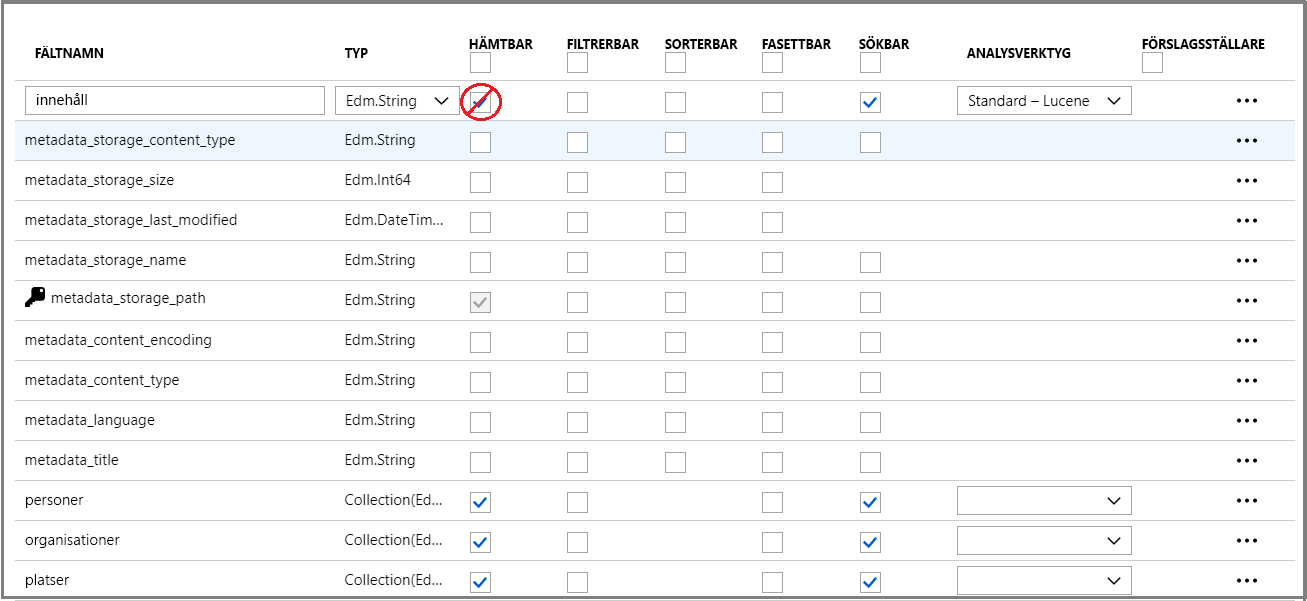 FÄLTNAMN TYP HÄMTBAR FILTRERBAR SORTERBAR FASETTBAR SÖKBAR ANALYSVERKTYG FÖRSLAGSSTÄLLARE
innehåll Edm.String Standard – Lucene
metadata_storage_content_type Edm.String
metadata_storage_size Edm.Int64
metadata_storage_last_modified Edm.DateTim...
metadata_storage_name Edm.String
metadata_storage_path Edm.String
metadata_content_encoding Edm.String
metadata_content_type Edm.String
metadata_language Edm.String
metadata_title Edm.String
personer Collection(Ed...
organisationer Collection(Ed...
platser Collection(Ed...